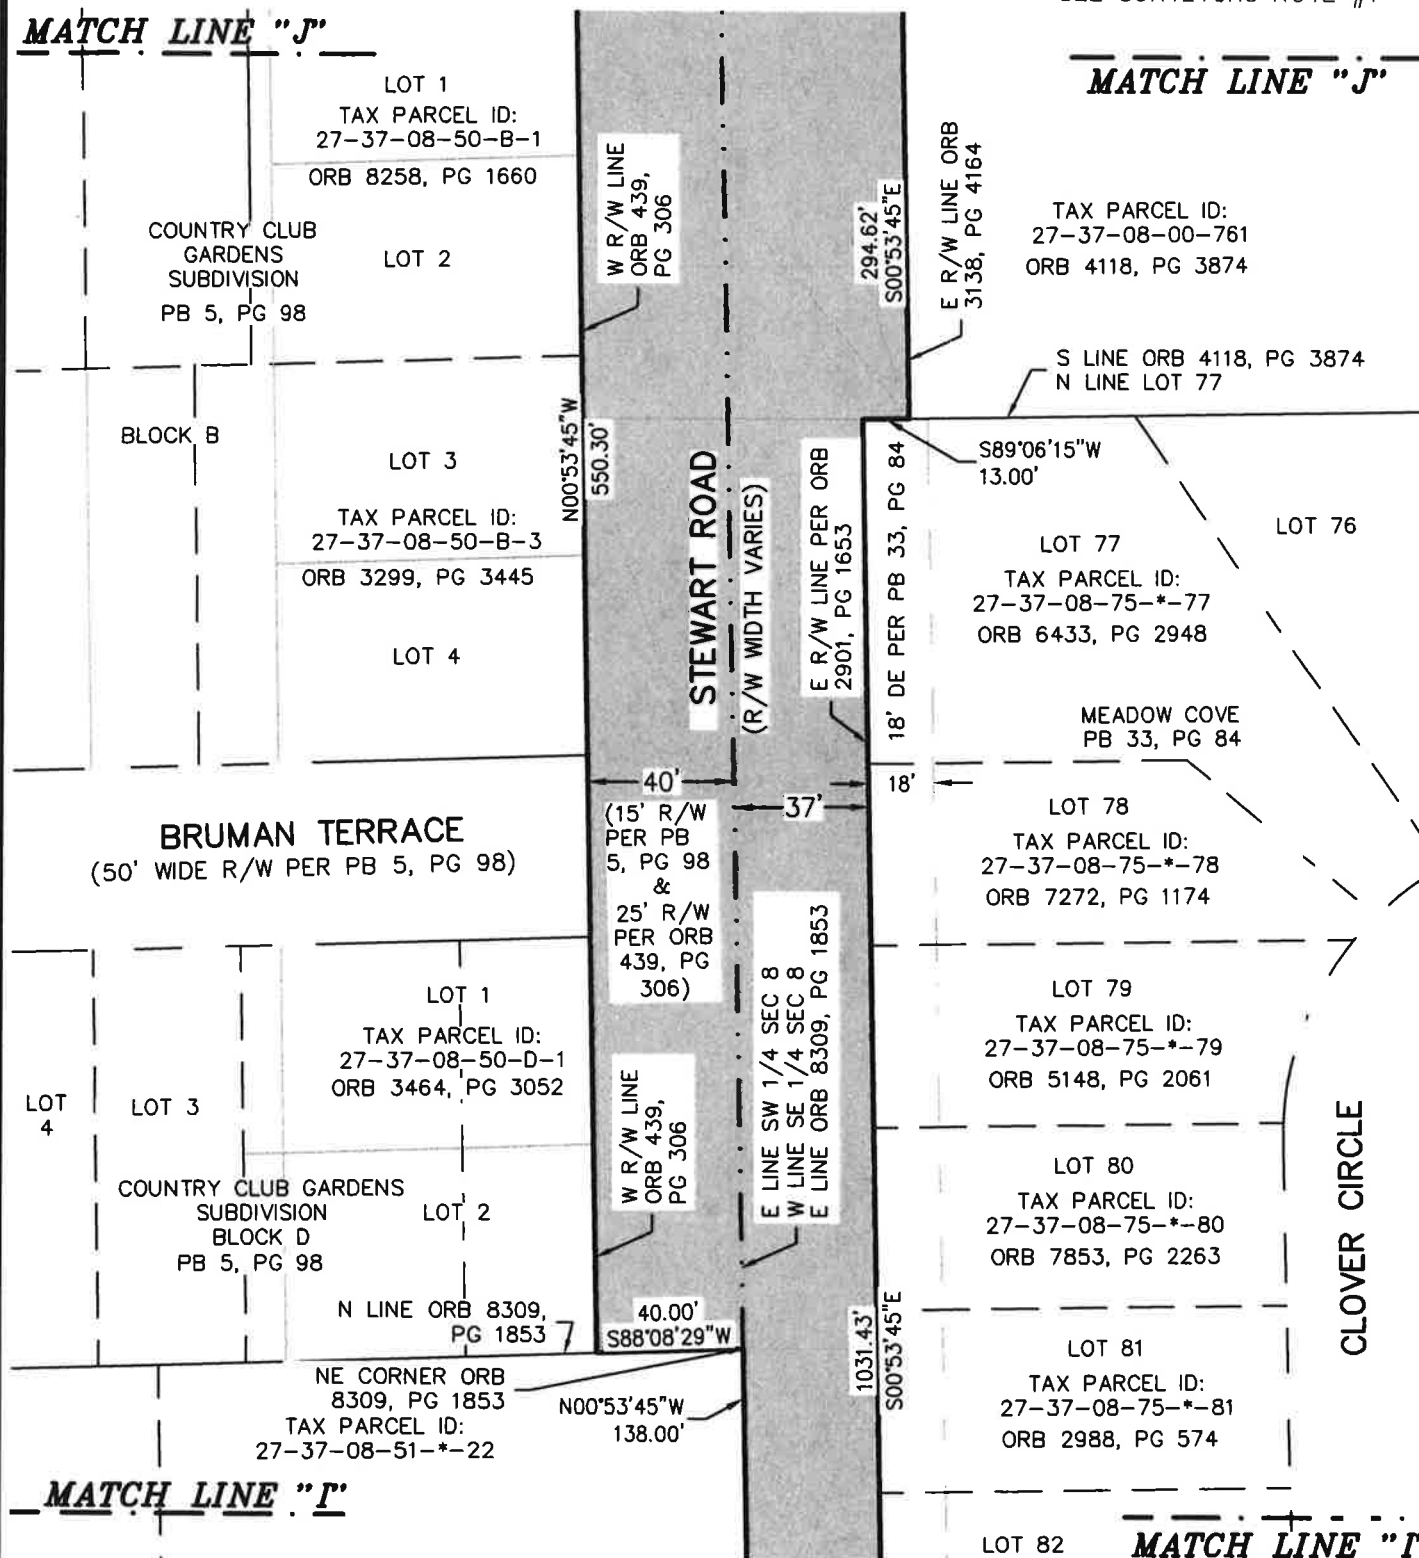 MATCH LINE "J"
MATCH LINE "J"
LOT 1
TAX PARCEL ID:
27-37-08-50-B-1
ORB 8258, PG 1660
COUNTRY CLUB
GARDENS
SUBDIVISION
PB 5, PG 98
LOT 2
W R/W LINE
ORB 439,
PG 306
294.62'
S00°53'45"E
E R/W LINE ORB
3138, PG 4164
TAX PARCEL ID:
27-37-08-00-761
ORB 4118, PG 3874
S LINE ORB 4118, PG 3874
N LINE LOT 77
BLOCK B
LOT 3
TAX PARCEL ID:
27-37-08-50-B-3
ORB 3299, PG 3445
LOT 4
N00°53'45"W
550.30'
STEWART ROAD
(R/W WIDTH VARIES)
E R/W LINE PER ORB
2901, PG 1653
18' DE PER PB 33, PG 84
S89°06'15"W
13.00'
LOT 76
LOT 77
TAX PARCEL ID:
27-37-08-75-*-77
ORB 6433, PG 2948
MEADOW COVE
PB 33, PG 84
40'
37'
18'
(15' R/W
PER PB
5, PG 98
&
25' R/W
PER ORB
439, PG
306)
BRUMAN TERRACE
(50' WIDE R/W PER PB 5, PG 98)
LOT 78
TAX PARCEL ID:
27-37-08-75-*-78
ORB 7272, PG 1174
E LINE SW 1/4 SEC 8
W LINE SE 1/4 SEC 8
E LINE ORB 8309, PG 1853
LOT 1
TAX PARCEL ID:
27-37-08-50-D-1
ORB 3464, PG 3052
LOT 79
TAX PARCEL ID:
27-37-08-75-*-79
ORB 5148, PG 2061
LOT
4
LOT 3
W R/W LINE
ORB 439,
PG 306
COUNTRY CLUB GARDENS
SUBDIVISION
BLOCK D
PB 5, PG 98
LOT 2
LOT 80
TAX PARCEL ID:
27-37-08-75-*-80
ORB 7853, PG 2263
CLOVER CIRCLE
N LINE ORB 8309,
PG 1853
40.00'
S88°08'29"W
1031.43'
S00°53'45"E
NE CORNER ORB
8309, PG 1853
TAX PARCEL ID:
27-37-08-51-*-22
N00°53'45"W
138.00'
LOT 81
TAX PARCEL ID:
27-37-08-75-*-81
ORB 2988, PG 574
MATCH LINE "I"
LOT 82
MATCH LINE "I